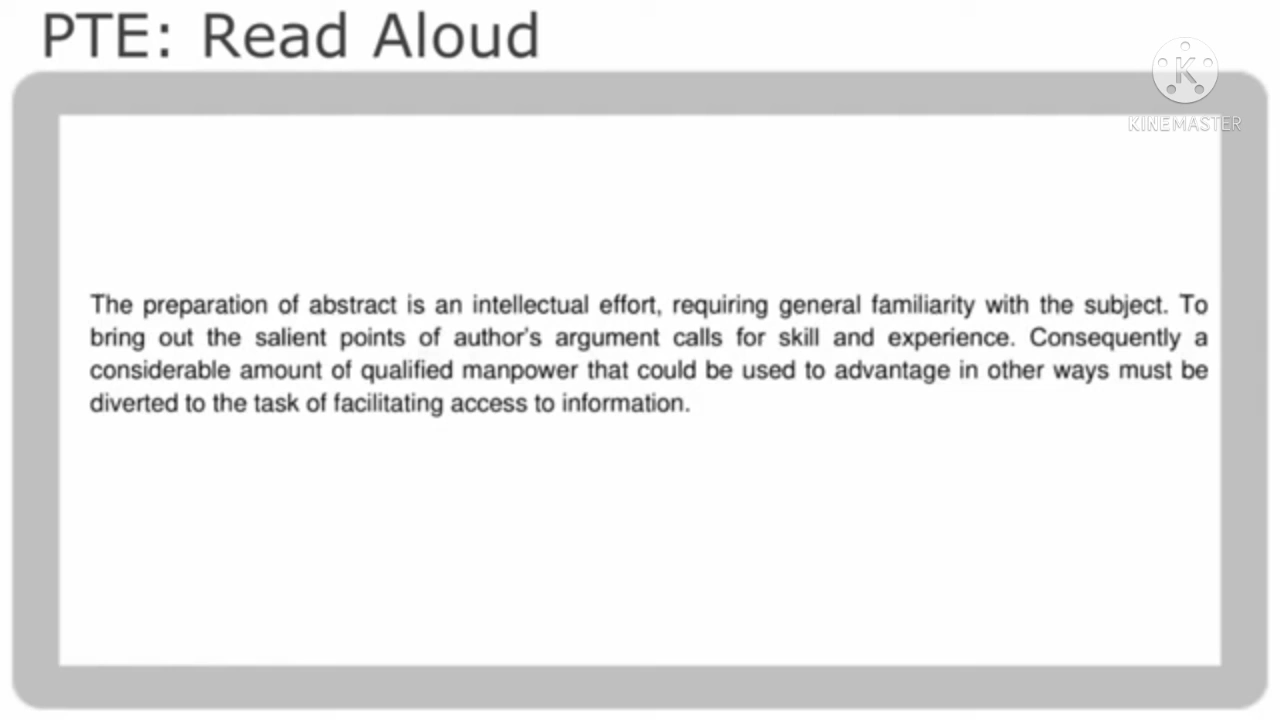 PTE: Read Aloud
K
KINEMASTER
The preparation of abstract is an intellectual effort, requiring general familiarity with the subject. To
bring out the salient points of author's argument calls for skill and experience. Consequently a
considerable amount of qualified manpower that could be used to advantage in other ways must be
diverted to the task of facilitating access to information.